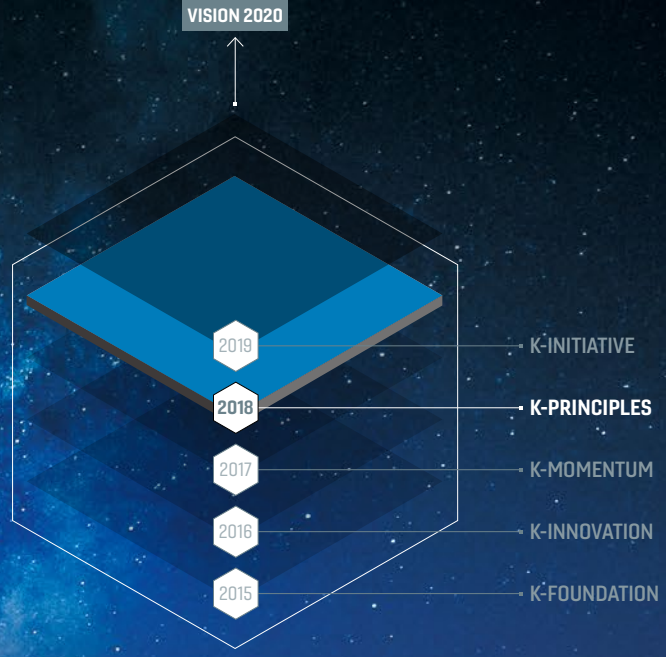 VISION 2020
2019 K-INITIATIVE
2018 K-PRINCIPLES
2017 K-MOMENTUM
2016 K-INNOVATION
2015 K-FOUNDATION